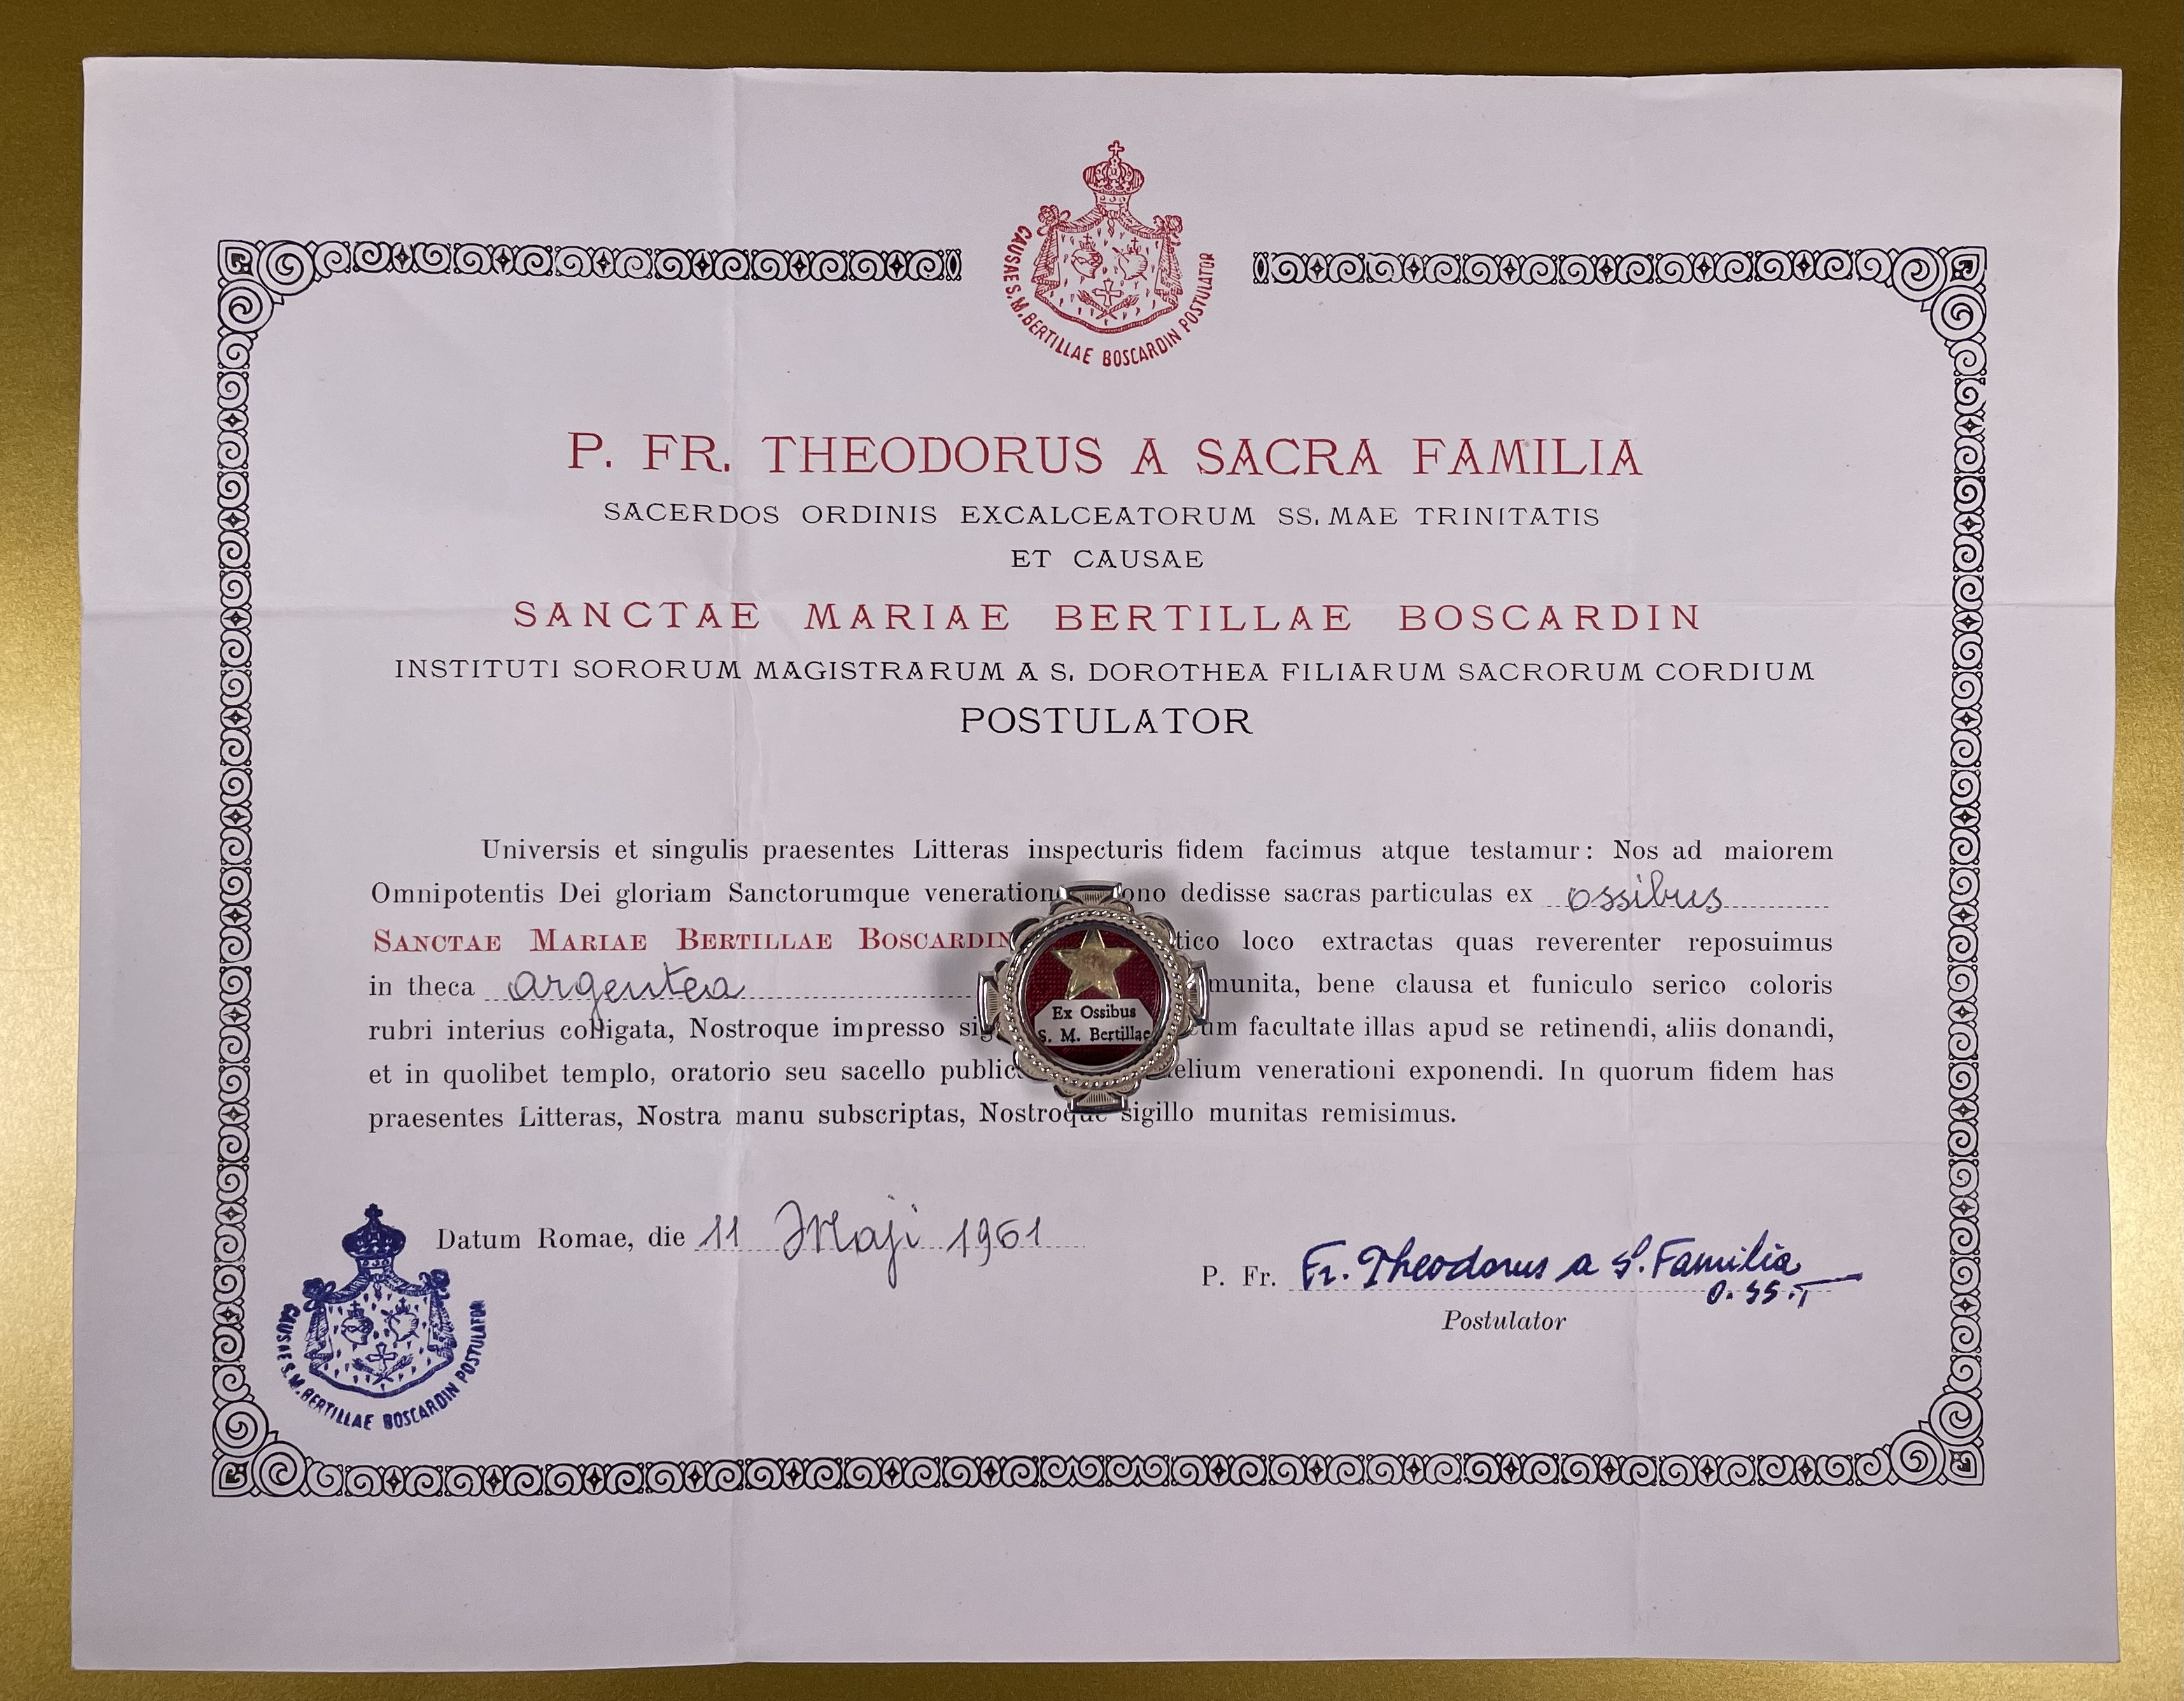 CAUSAE S. M. BERTILLAE BOSCARDIN POSTULATOR
P. FR. THEODORUS A SACRA FAMILIA
SACERDOS ORDINIS EXCALCEATORUM SS. MAE TRINITATIS
ET CAUSAE
SANCTAE MARIAE BERTILLAE BOSCARDIN
INSTITUTI SORORUM MAGISTRARUM A S. DOROTHEA FILIARUM SACRORUM CORDIUM
POSTULATOR
Universis et singulis praesentes Litteras inspecturis fidem facimus atque testamur: Nos ad maiorem
Omnipotentis Dei gloriam Sanctorumque veneration ono dedisse sacras particulas ex ossibus
SANCTAE MARIAE BERTILLAE BOSCARDIN tico loco extractas quas reverenter reposuimus
in theca argentea munita, bene clausa et funiculo serico coloris
rubri interius colligata, Nostroque impresso sig cum facultate illas apud se retinendi, aliis donandi,
et in quolibet templo, oratorio seu sacello public elium venerationi exponendi. In quorum fidem has
praesentes Litteras, Nostra manu subscriptas, Nostroque sigillo munitas remisimus.
Ex Ossibus
S. M. Bertillae
Datum Romae, die 11 Maji 1961
P. Fr. Fr. Theodorus a S. Familia
O. SS. T
Postulator
CAUSAE S. M. BERTILLAE BOSCARDIN POSTULATOR